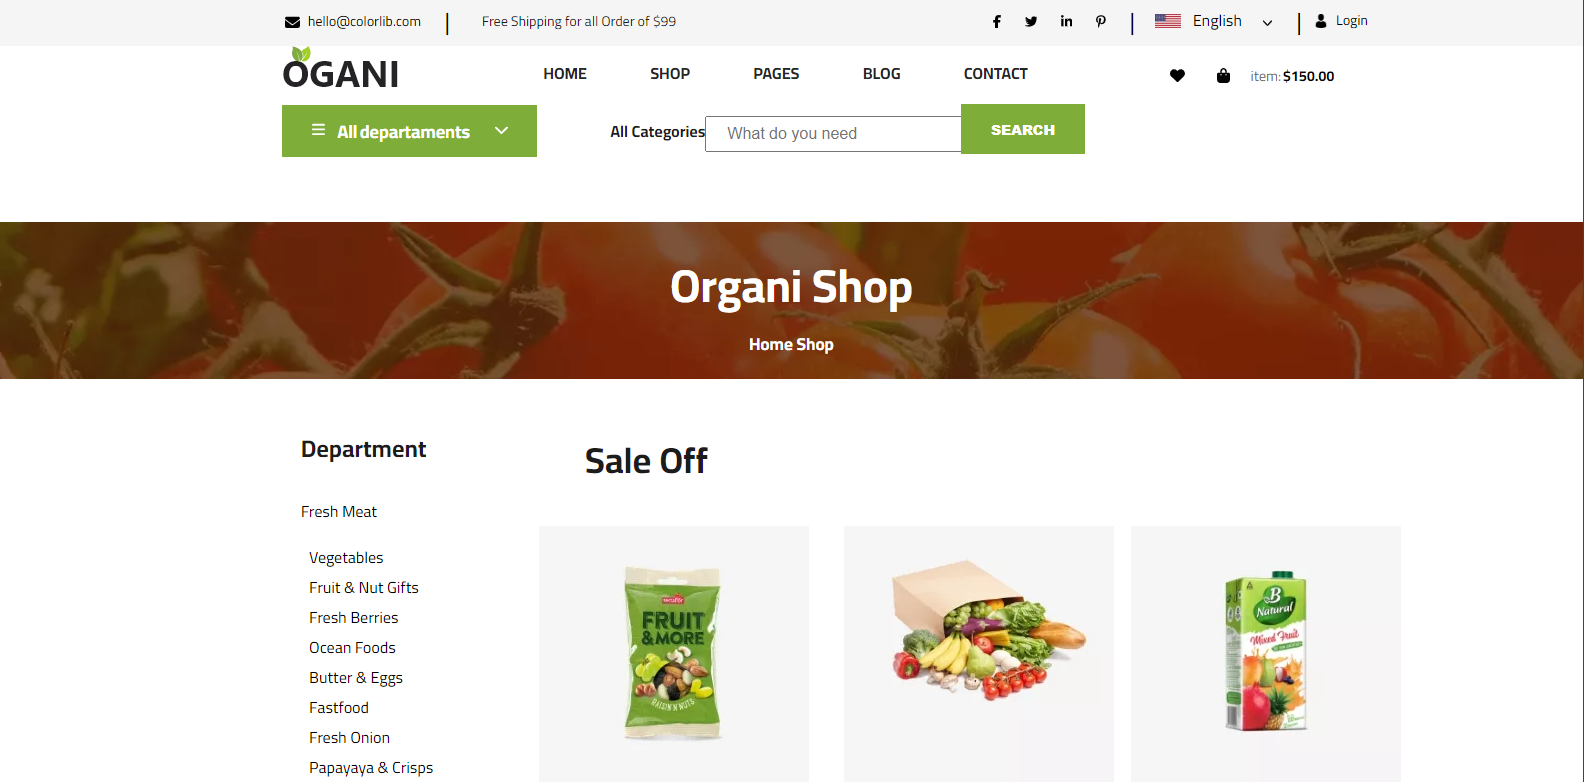 hello@colorlib.com | Free Shipping for all Order of $99 | English | Login
OGANI HOME SHOP PAGES BLOG CONTACT item: $150.00
All departaments All Categories What do you need SEARCH
Organi Shop
Home Shop
Department
Sale Off
Fresh Meat
Vegetables
Fruit & Nut Gifts
Fresh Berries
Ocean Foods
Butter & Eggs
Fastfood
Fresh Onion
Papayaya & Crisps
FRUIT
& MORE
RAISIN N NUTS
B
Natural
Mixed Fruit